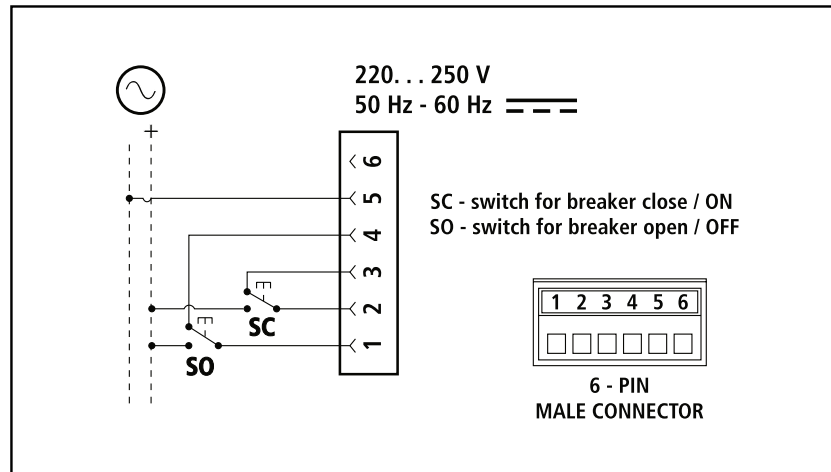 220. . . 250 V
50 Hz - 60 Hz
+
6
5
4
3
2
1
SC
SO
SC - switch for breaker close / ON
SO - switch for breaker open / OFF
1 2 3 4 5 6
6 - PIN
MALE CONNECTOR